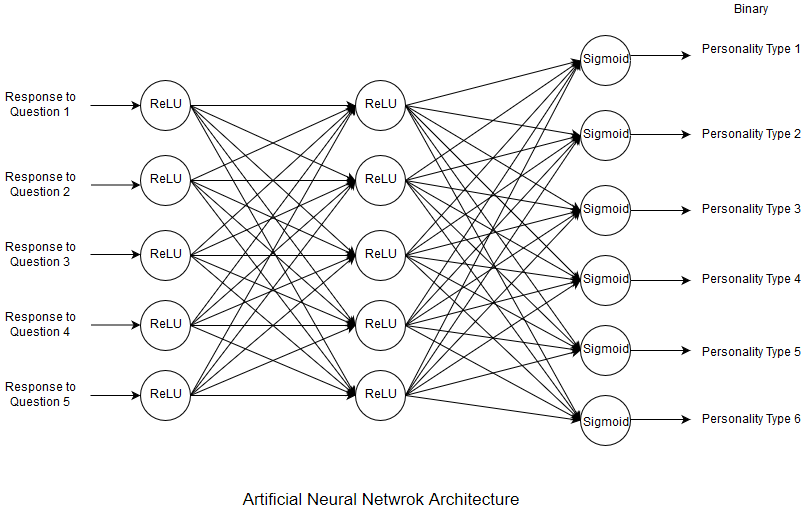 Binary
Response to
Question 1
ReLU
ReLU
Sigmoid
Personality Type 1
Response to
Question 2
ReLU
ReLU
Sigmoid
Personality Type 2
Response to
Question 3
ReLU
ReLU
Sigmoid
Personality Type 3
Response to
Question 4
ReLU
ReLU
Sigmoid
Personality Type 4
Response to
Question 5
ReLU
ReLU
Sigmoid
Personality Type 5
Sigmoid
Personality Type 6
Artificial Neural Netwrok Architecture